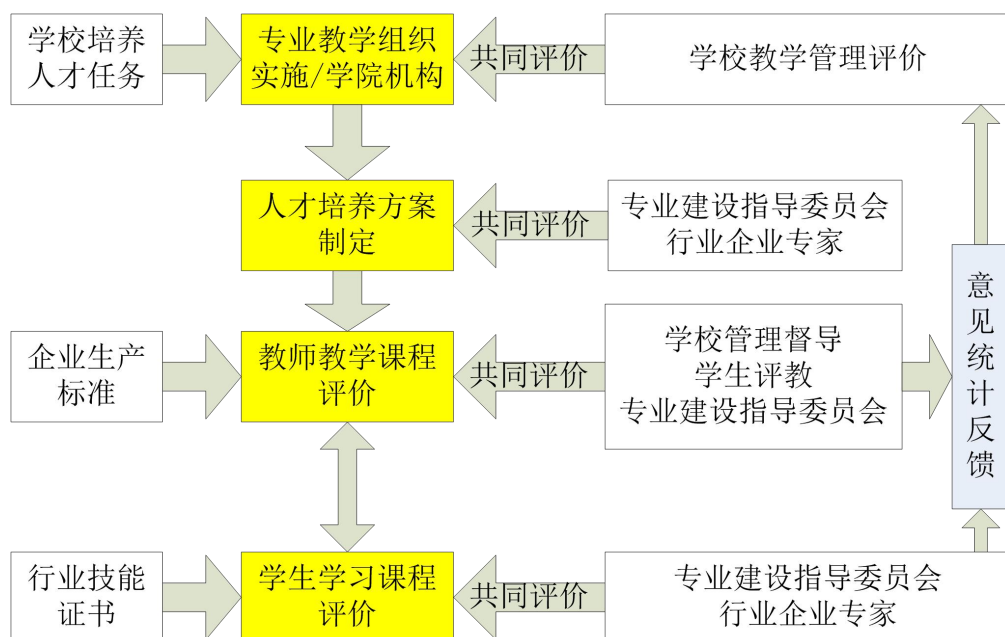 学校培养
人才任务
专业教学组织
实施/学院机构
共同评价
学校教学管理评价
人才培养方案
制定
共同评价
专业建设指导委员会
行业企业专家
企业生产
标准
教师教学课程
评价
共同评价
学校管理督导
学生评教
专业建设指导委员会
意见统计反馈
行业技能
证书
学生学习课程
评价
共同评价
专业建设指导委员会
行业企业专家